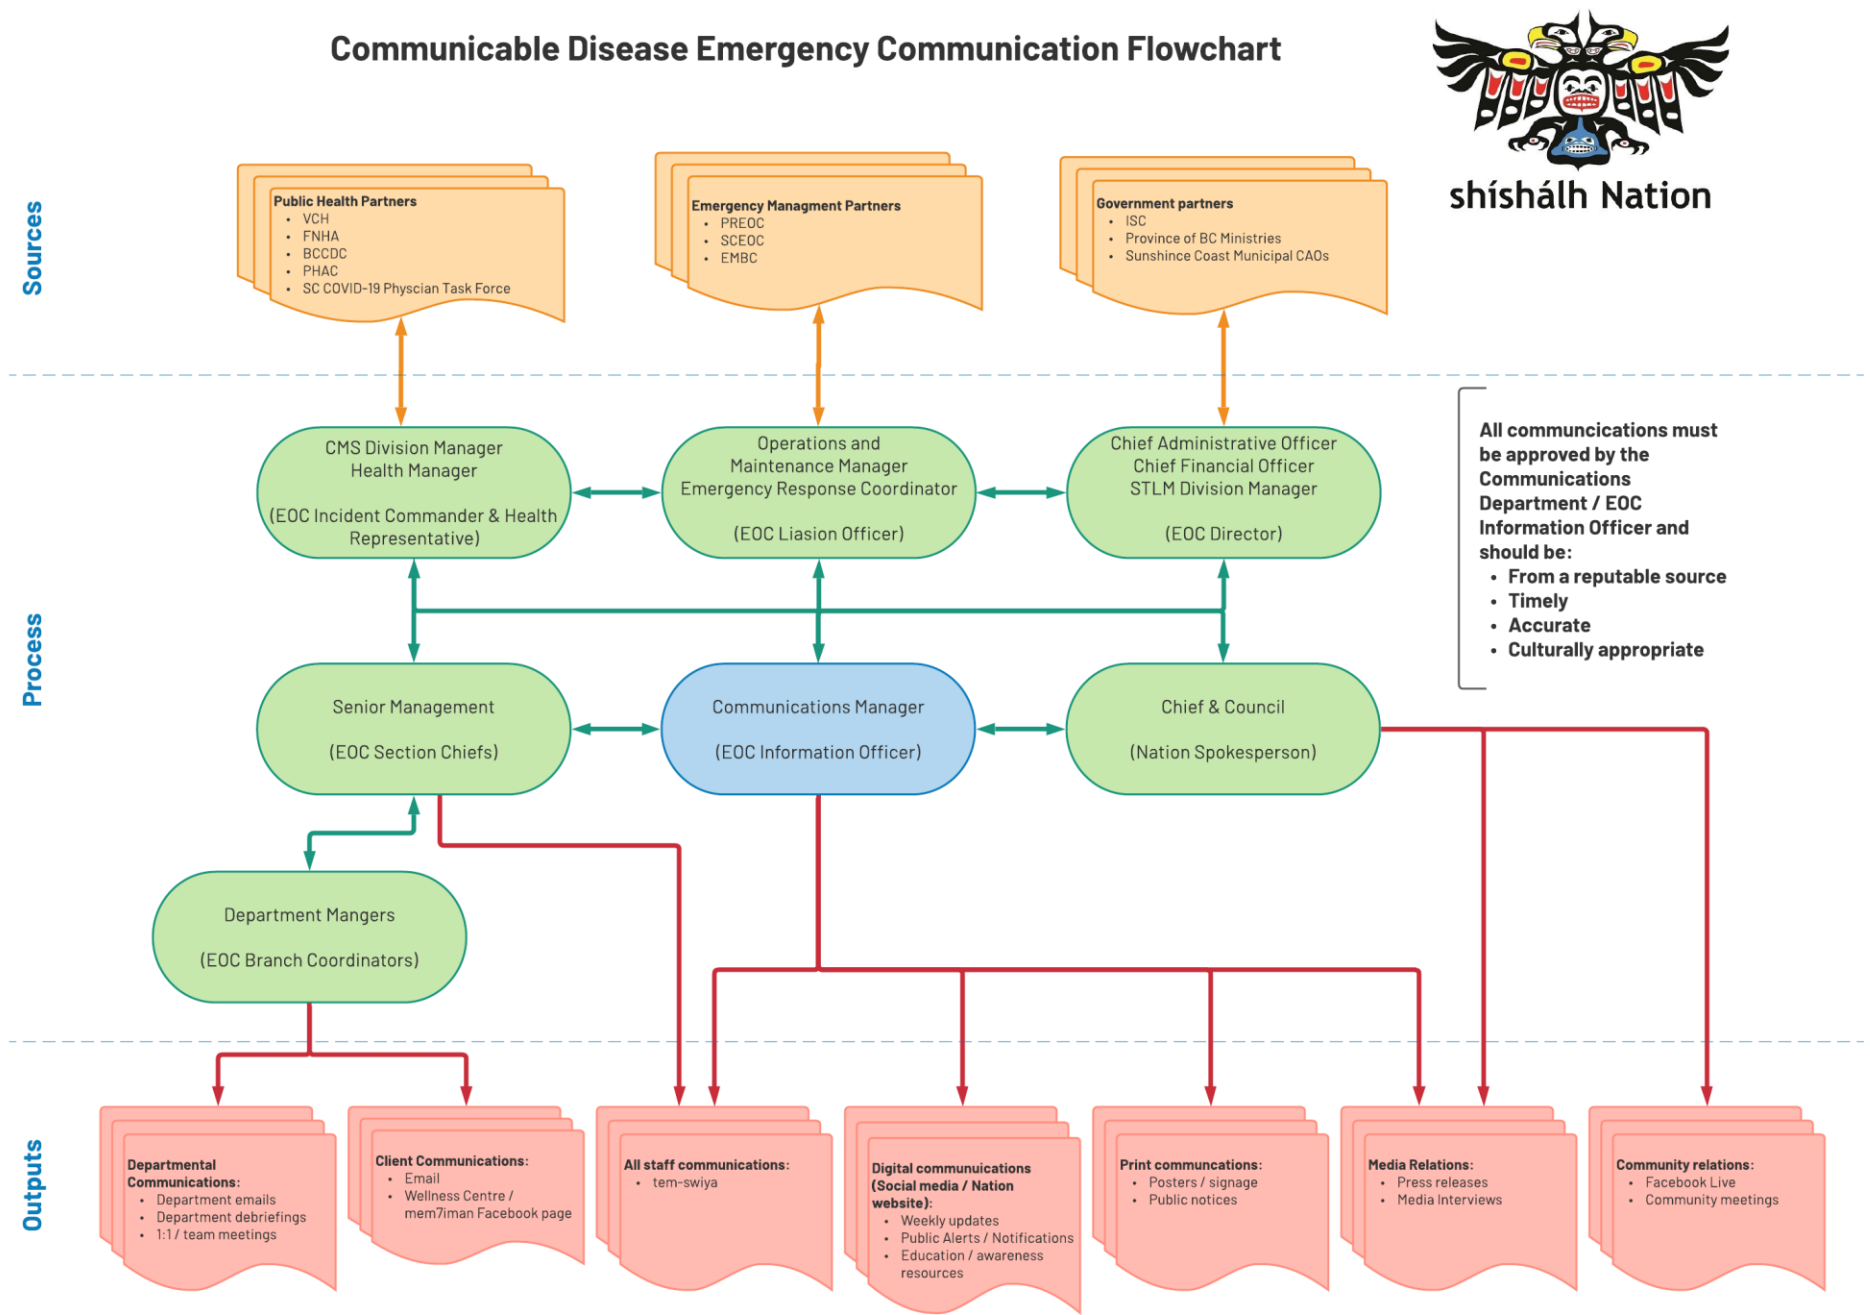 Communicable Disease Emergency Communication Flowchart
shíshálh Nation
Sources
Public Health Partners
• VCH
• FNHA
• BCCDC
• PHAC
• SC COVID-19 Physcian Task Force
Emergency Managment Partners
• PREOC
• SCEOC
• EMBC
Government partners
• ISC
• Province of BC Ministries
• Sunshince Coast Municipal CAOs
Process
CMS Division Manager
Health Manager
(EOC Incident Commander & Health
Representative)
Operations and
Maintenance Manager
Emergency Response Coordinator
(EOC Liasion Officer)
Chief Administrative Officer
Chief Financial Officer
STLM Division Manager
(EOC Director)
All communcications must
be approved by the
Communications
Department / EOC
Information Officer and
should be:
• From a reputable source
• Timely
• Accurate
• Culturally appropriate
Senior Management
(EOC Section Chiefs)
Communications Manager
(EOC Information Officer)
Chief & Council
(Nation Spokesperson)
Department Mangers
(EOC Branch Coordinators)
Outputs
Departmental
Communications:
• Department emails
• Department debriefings
• 1:1 / team meetings
Client Communications:
• Email
• Wellness Centre /
mem7iman Facebook page
All staff communications:
• tem-swiya
Digital communuications
(Social media / Nation
website):
• Weekly updates
• Public Alerts / Notifications
• Education / awareness
resources
Print communcations:
• Posters / signage
• Public notices
Media Relations:
• Press releases
• Media Interviews
Community relations:
• Facebook Live
• Community meetings